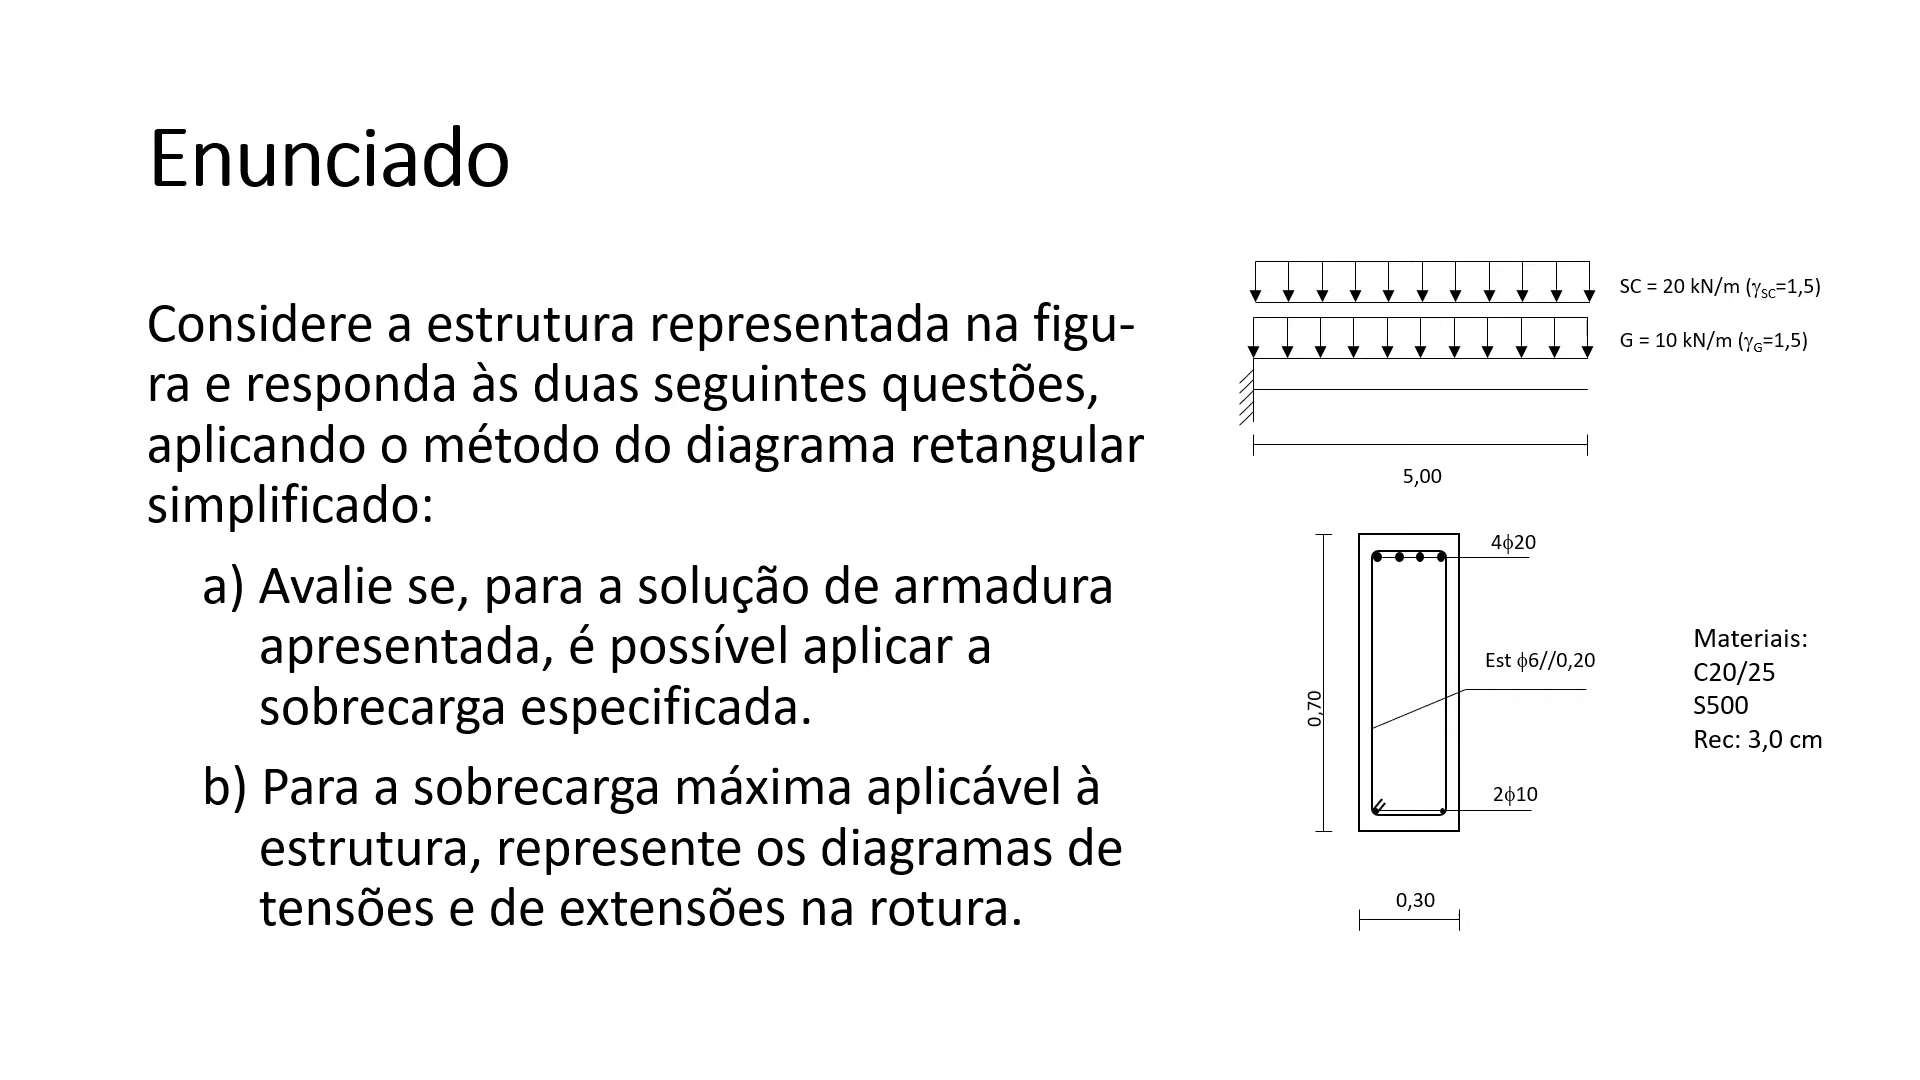 Enunciado
Considere a estrutura representada na figu-
ra e responda às duas seguintes questões,
aplicando o método do diagrama retangular
simplificado:
a) Avalie se, para a solução de armadura
apresentada, é possível aplicar a
sobrecarga especificada.
b) Para a sobrecarga máxima aplicável à
estrutura, represente os diagramas de
tensões e de extensões na rotura.
SC = 20 kN/m (γSC=1,5)
G = 10 kN/m (γG=1,5)
5,00
4ϕ20
Est ϕ6//0,20
0,70
2ϕ10
0,30
Materiais:
C20/25
S500
Rec: 3,0 cm